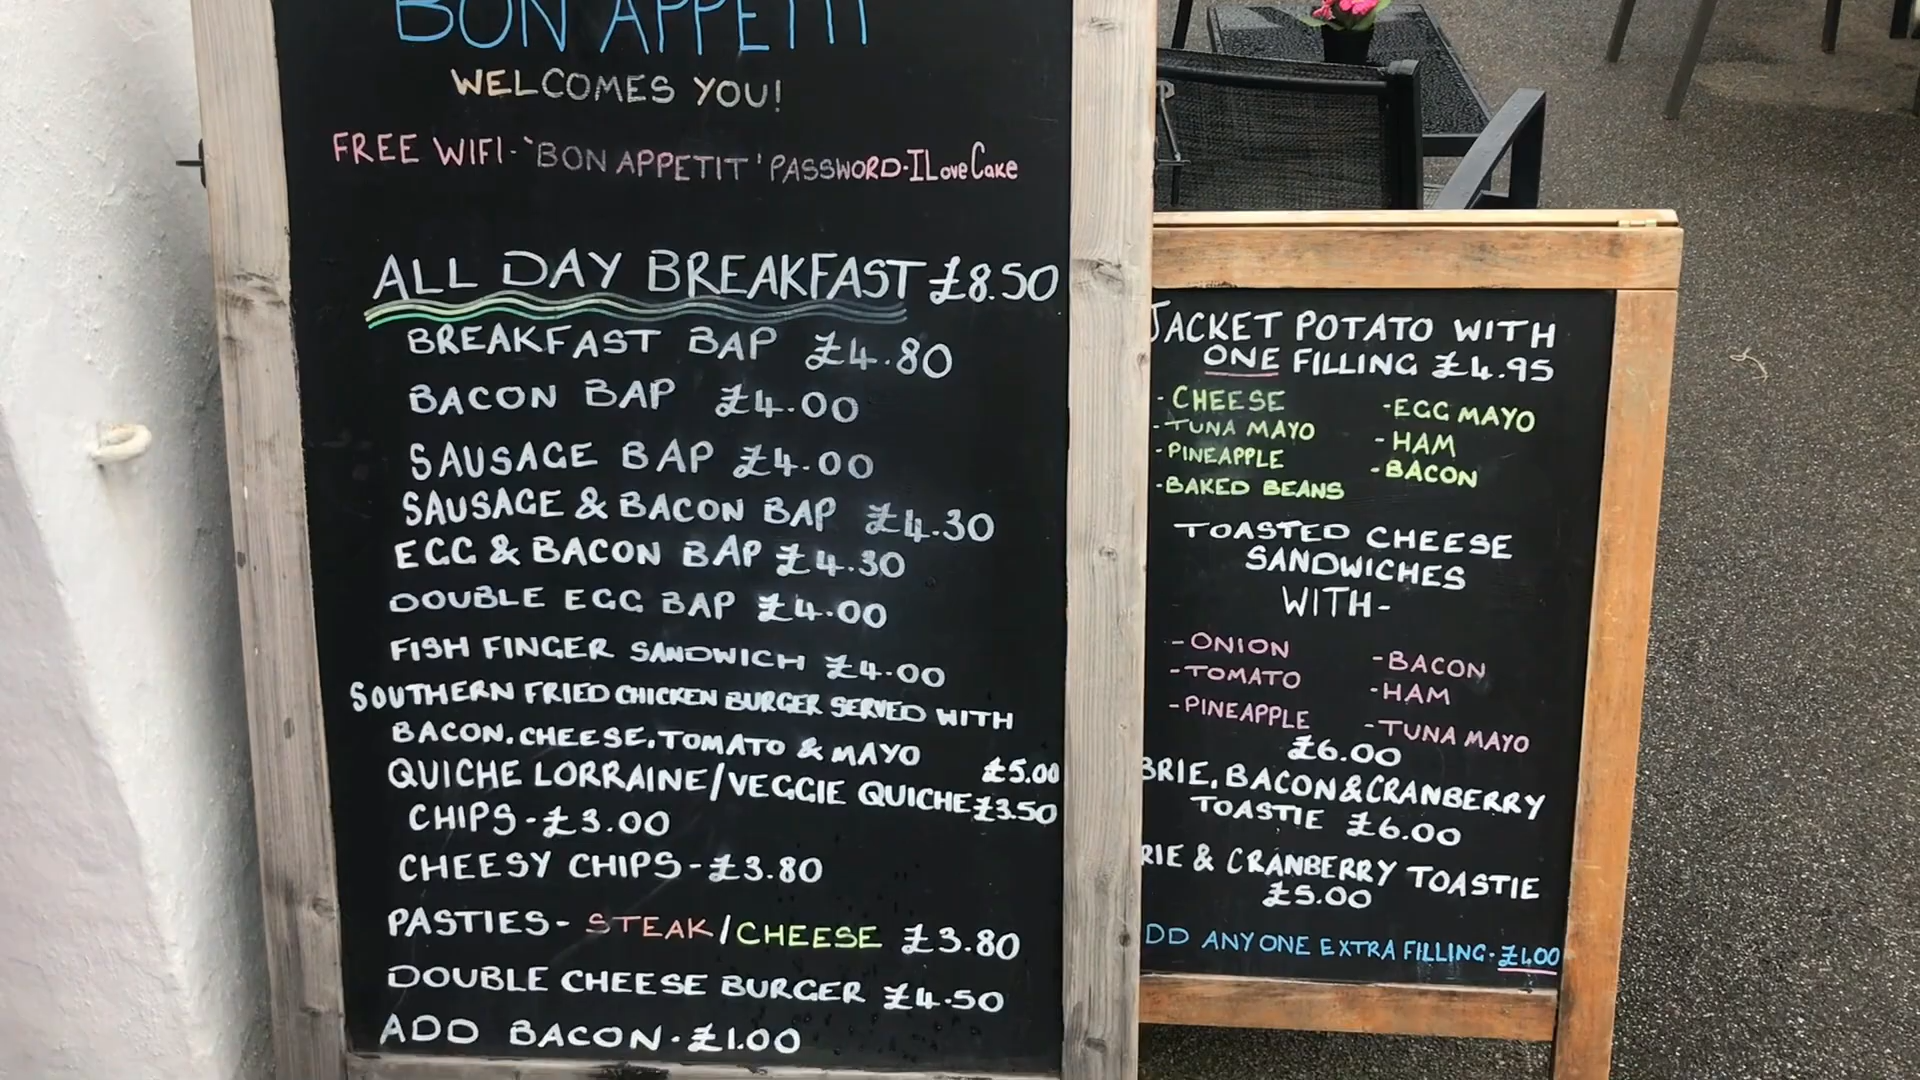 BON APPETIT
WELCOMES YOU!
FREE WIFI-'BON APPETIT' PASSWORD-ILoveCake
ALL DAY BREAKFAST £8.50
BREAKFAST BAP £4.80
BACON BAP £4.00
SAUSAGE BAP £4.00
SAUSAGE & BACON BAP £4.30
EGG & BACON BAP £4.30
DOUBLE EGG BAP £4.00
FISH FINGER SANDWICH £4.00
SOUTHERN FRIED CHICKEN BURGER SERVED WITH
BACON, CHEESE, TOMATO & MAYO £5.00
QUICHE LORRAINE/VEGGIE QUICHE £3.50
CHIPS-£3.00
CHEESY CHIPS-£3.80
PASTIES- STEAK/CHEESE £3.80
DOUBLE CHEESE BURGER £4.50
ADD BACON-£1.00
JACKET POTATO WITH
ONE FILLING £4.95
-CHEESE -EGG MAYO
-TUNA MAYO -HAM
-PINEAPPLE -BACON
-BAKED BEANS
TOASTED CHEESE
SANDWICHES
WITH-
-ONION -BACON
-TOMATO -HAM
-PINEAPPLE -TUNA MAYO
£6.00
BRIE, BACON & CRANBERRY
TOASTIE £6.00
RIE & CRANBERRY TOASTIE
£5.00
DD ANY ONE EXTRA FILLING-£1.00